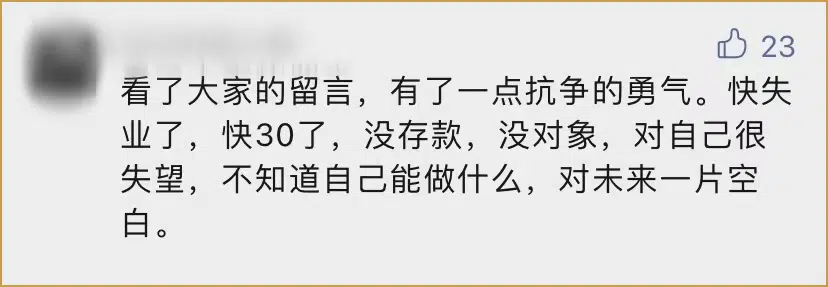 23
看了大家的留言，有了一点抗争的勇气。快失
业了，快30了，没存款，没对象，对自己很
失望，不知道自己能做什么，对未来一片空
白。